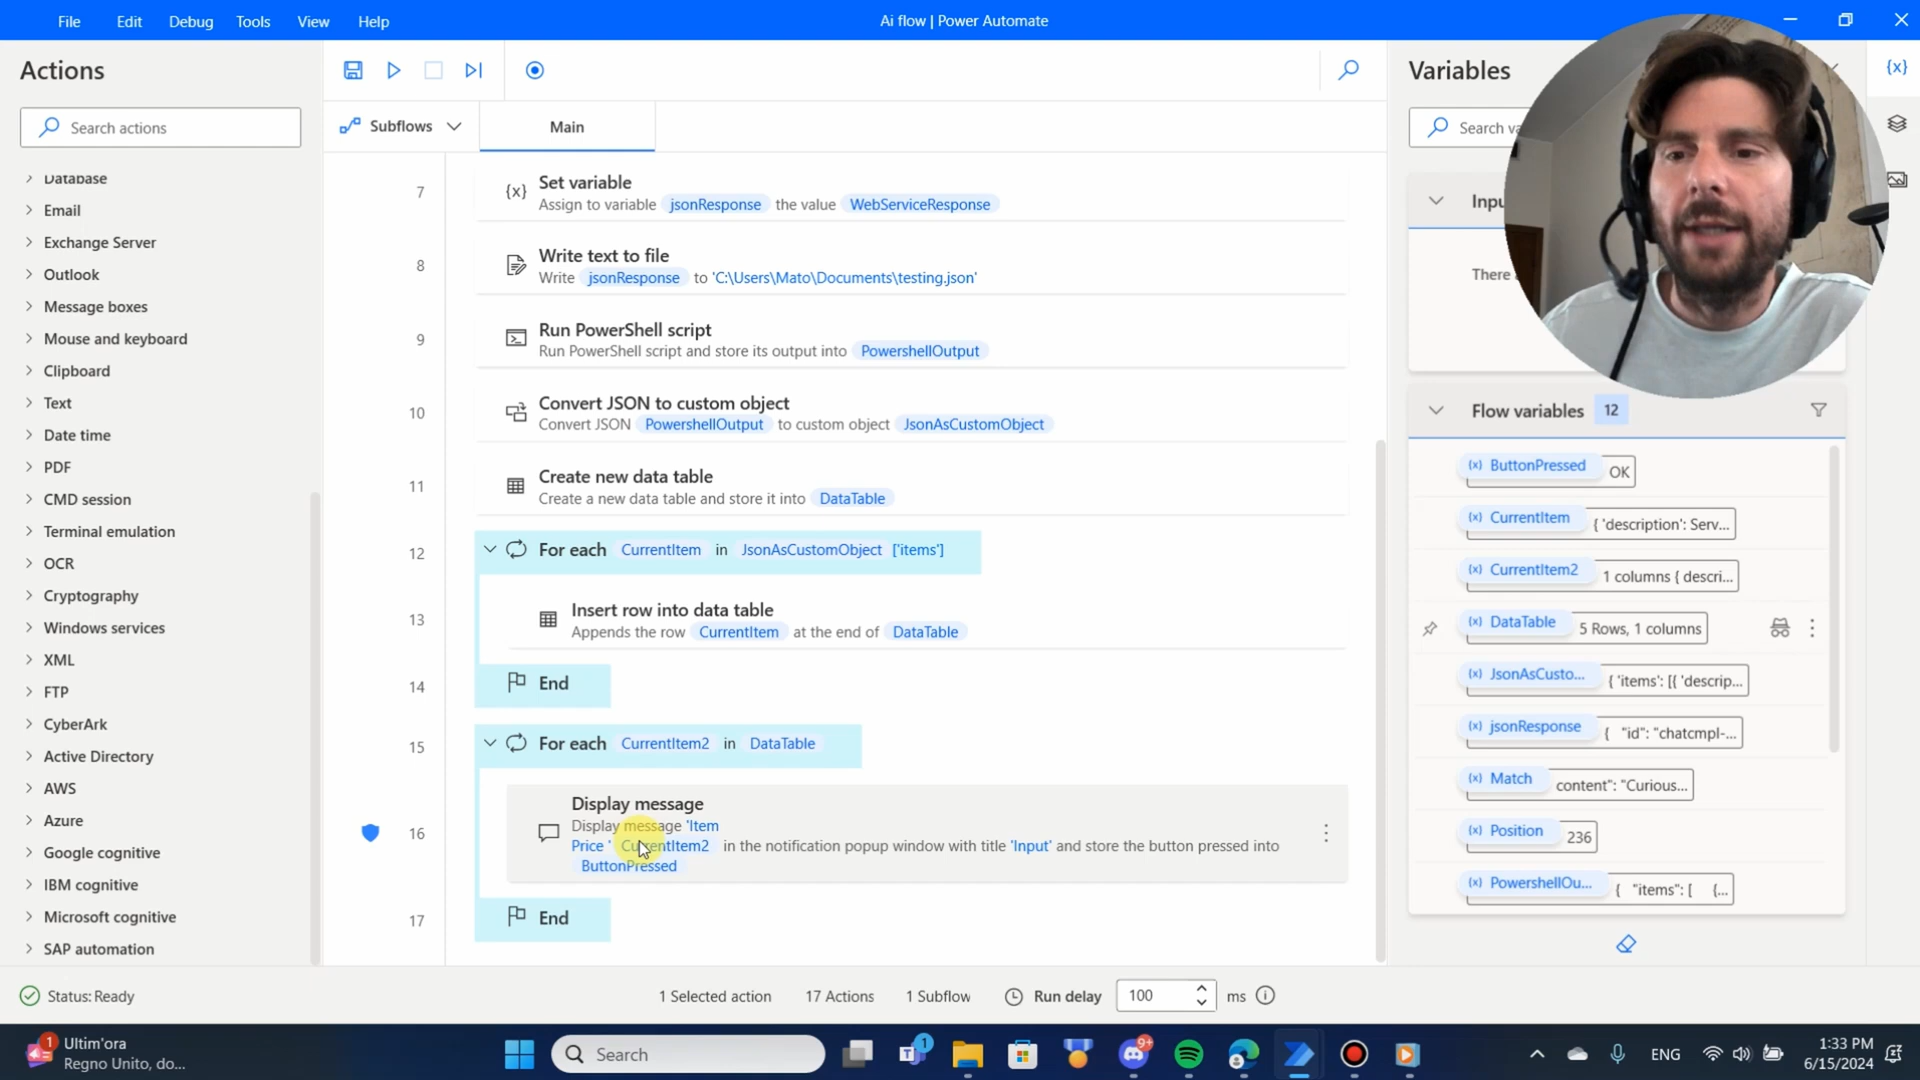 File Edit Debug Tools View Help
Ai flow | Power Automate
Actions
Search actions
Database
Email
Exchange Server
Outlook
Message boxes
Mouse and keyboard
Clipboard
Text
Date time
PDF
CMD session
Terminal emulation
OCR
Cryptography
Windows services
XML
FTP
CyberArk
Active Directory
AWS
Azure
Google cognitive
IBM cognitive
Microsoft cognitive
SAP automation
Subflows
Main
7
{x} Set variable
Assign to variable jsonResponse the value WebServiceResponse
8
Write text to file
Write jsonResponse to 'C:\Users\Mato\Documents\testing.json'
9
Run PowerShell script
Run PowerShell script and store its output into PowershellOutput
10
Convert JSON to custom object
Convert JSON PowershellOutput to custom object JsonAsCustomObject
11
Create new data table
Create a new data table and store it into DataTable
12
For each CurrentItem in JsonAsCustomObject ['items']
13
Insert row into data table
Appends the row CurrentItem at the end of DataTable
14
End
15
For each CurrentItem2 in DataTable
16
Display message
Display message 'Item
Price ' CurrentItem2 in the notification popup window with title 'Input' and store the button pressed into
ButtonPressed
17
End
Variables
{x}
Search va
Inpu
There
Flow variables 12
(x) ButtonPressed OK
(x) CurrentItem { 'description': Serv...
(x) CurrentItem2 1 columns { descri...
(x) DataTable 5 Rows, 1 columns
(x) JsonAsCusto... { 'items': [{ 'descrip...
(x) jsonResponse { "id": "chatcmpl-...
(x) Match content": "Curious...
(x) Position 236
(x) PowershellOu... { "items": [ {...
Status: Ready
1 Selected action 17 Actions 1 Subflow Run delay 100 ms
1
Ultim'ora
Regno Unito, do...
Search
1
9+
ENG
1:33 PM
6/15/2024